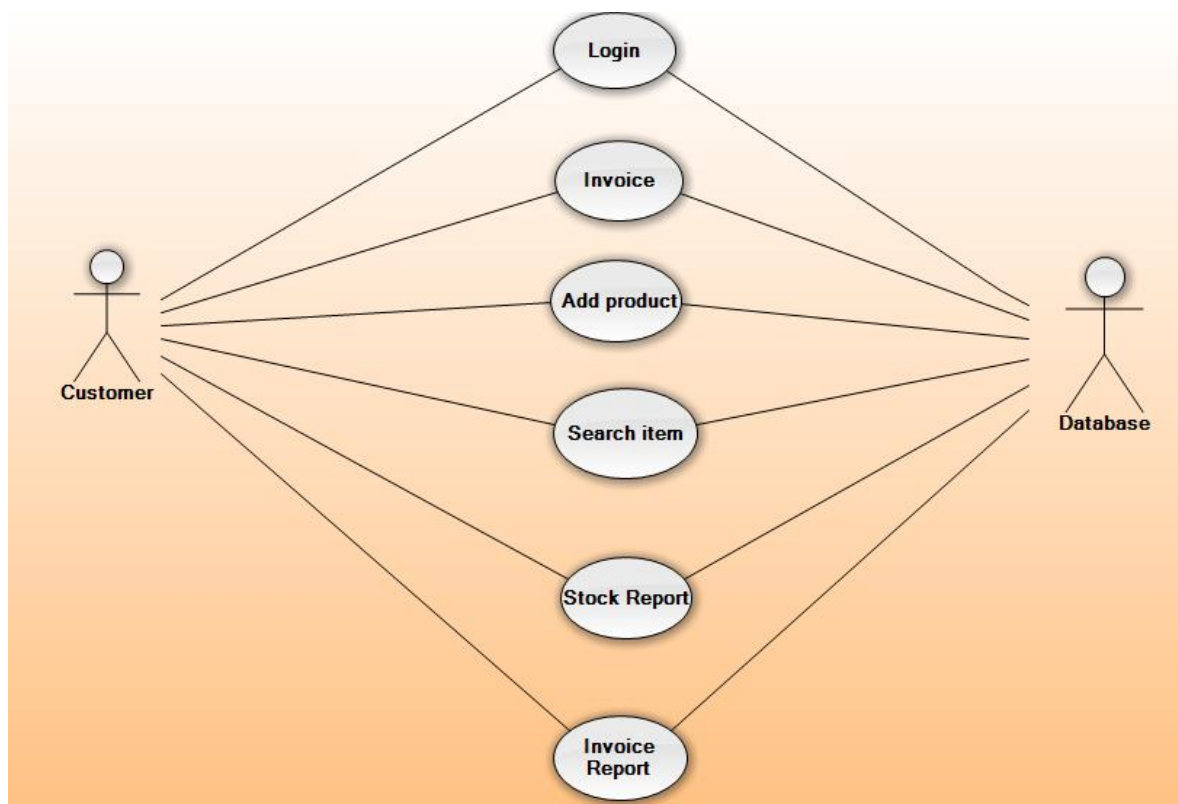 Login
Invoice
Add product
Customer
Search item
Database
Stock Report
Invoice
Report